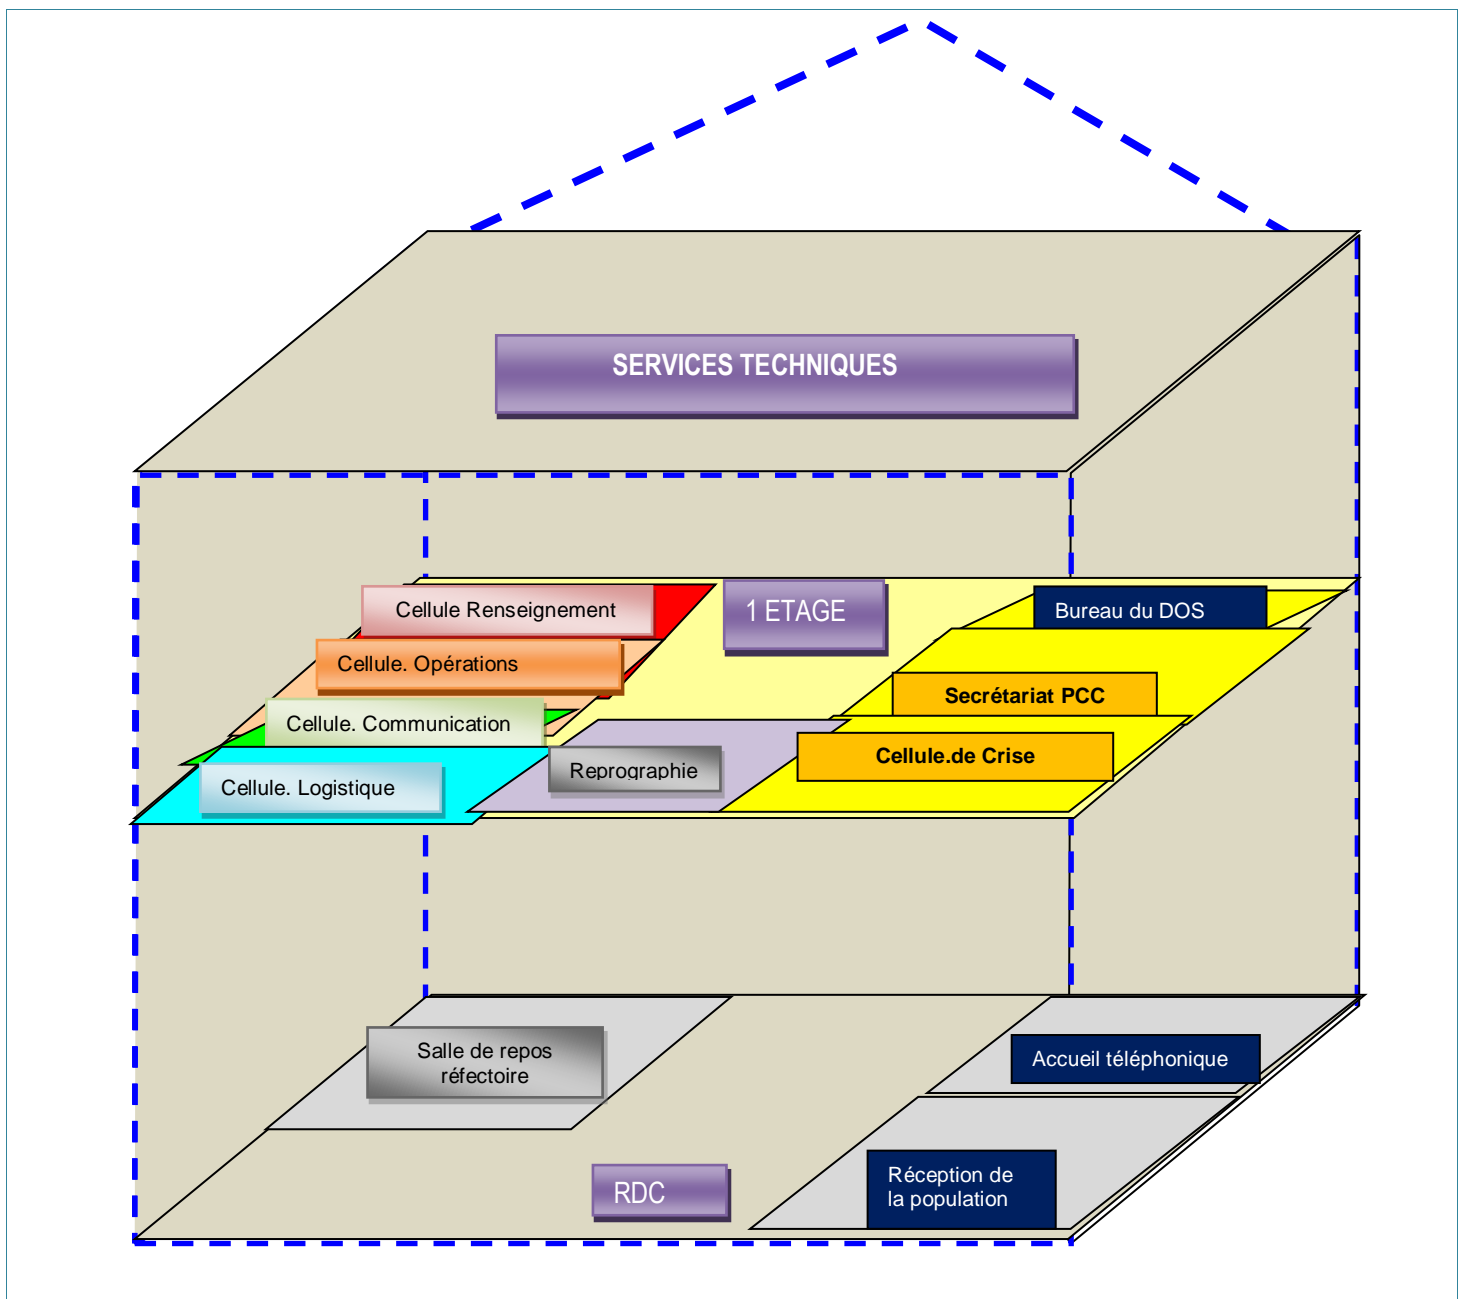 SERVICES TECHNIQUES
Cellule Renseignement
1 ETAGE
Bureau du DOS
Cellule. Opérations
Secrétariat PCC
Cellule. Communication
Cellule.de Crise
Reprographie
Cellule. Logistique
Salle de repos
réfectoire
Accueil téléphonique
RDC
Réception de
la population